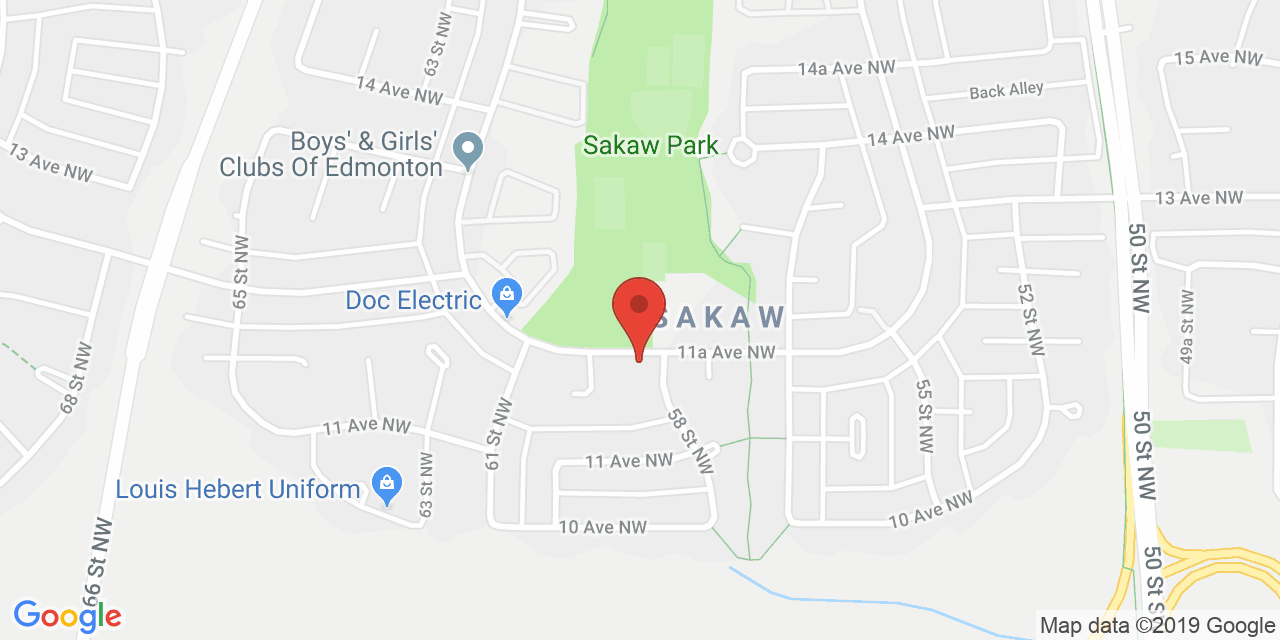 63 St NW
14 Ave NW
14a Ave NW
15 Ave NW
Back Alley
Boys' & Girls'
Clubs Of Edmonton
Sakaw Park
14 Ave NW
13 Ave NW
13 Ave NW
65 St NW
50 St NW
Doc Electric
SAKAW
52 St NW
49a St NW
11a Ave NW
68 St NW
61 St NW
11 Ave NW
58 St NW
55 St NW
50 St NW
11 Ave NW
Louis Hebert Uniform
63 St NW
10 Ave NW
10 Ave NW
66 St NW
50 St S
Google
Map data ©2019 Google